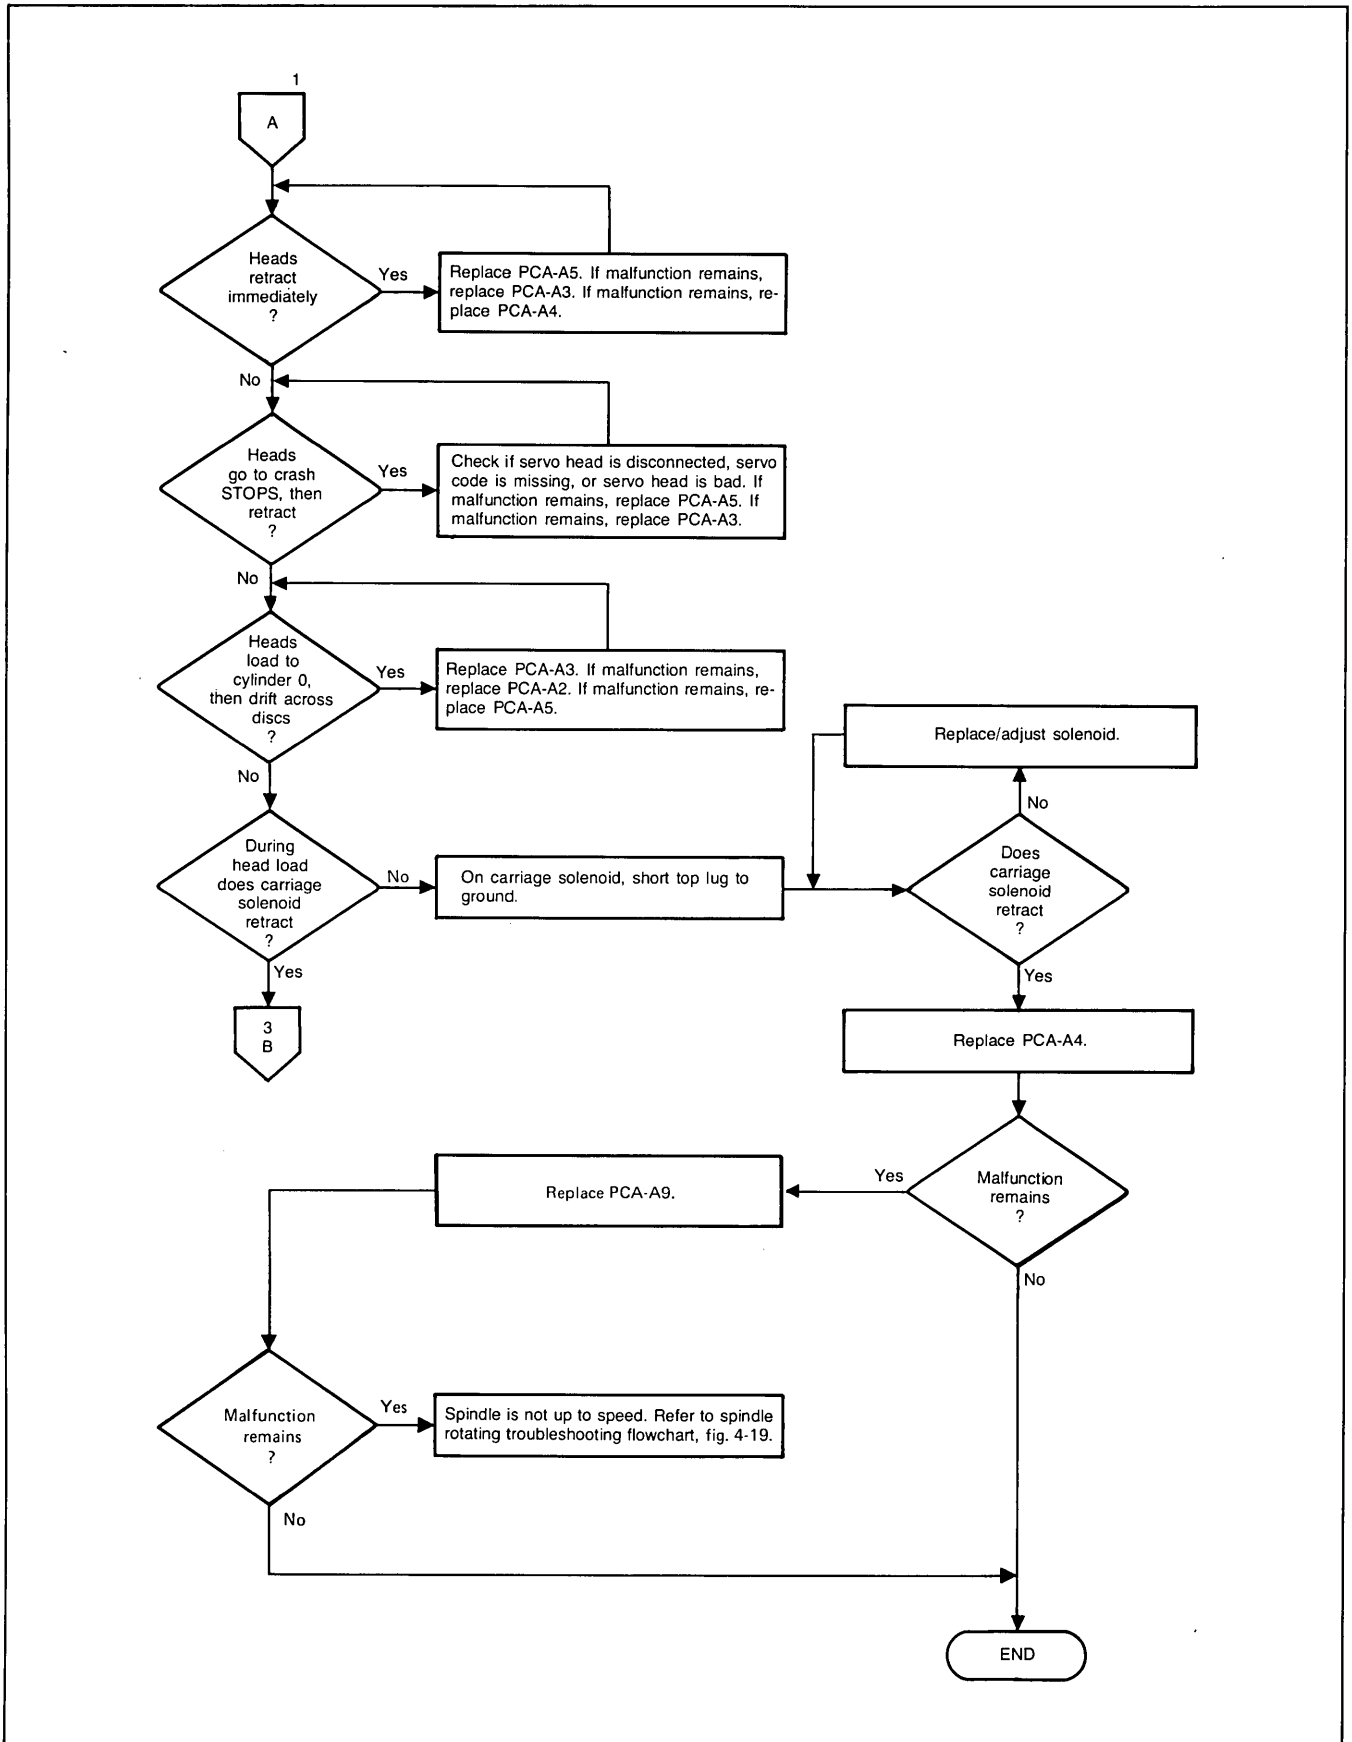 1
A
Heads
retract
immediately
?
Yes
Replace PCA-A5. If malfunction remains,
replace PCA-A3. If malfunction remains, re-
place PCA-A4.
No
Heads
go to crash
STOPS, then
retract
?
Yes
Check if servo head is disconnected, servo
code is missing, or servo head is bad. If
malfunction remains, replace PCA-A5. If
malfunction remains, replace PCA-A3.
No
Heads
load to
cylinder 0,
then drift across
discs
?
Yes
Replace PCA-A3. If malfunction remains,
replace PCA-A2. If malfunction remains, re-
place PCA-A5.
No
During
head load
does carriage
solenoid
retract
?
No
On carriage solenoid, short top lug to
ground.
Replace/adjust solenoid.
No
Does
carriage
solenoid
retract
?
Yes
3
B
Yes
Replace PCA-A4.
Malfunction
remains
?
Yes
Replace PCA-A9.
No
Malfunction
remains
?
Yes
Spindle is not up to speed. Refer to spindle
rotating troubleshooting flowchart, fig. 4-19.
No
END